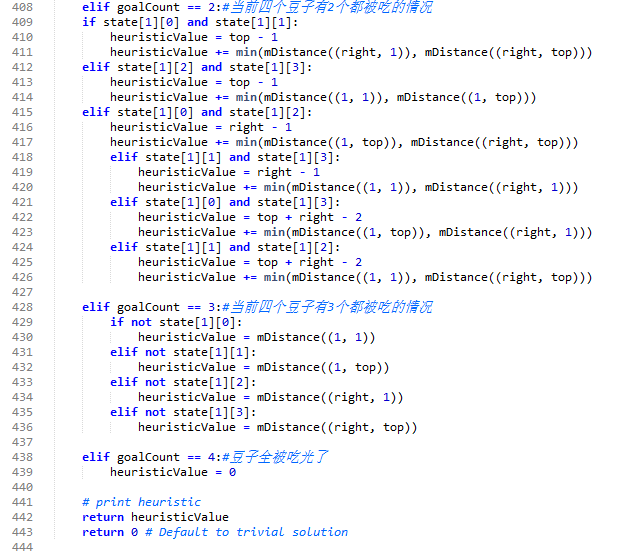 408 elif goalCount == 2:#当前四个豆子有2个都被吃的情况
409 if state[1][0] and state[1][1]:
410 heuristicValue = top - 1
411 heuristicValue += min(mDistance((right, 1)), mDistance((right, top)))
412 elif state[1][2] and state[1][3]:
413 heuristicValue = top - 1
414 heuristicValue += min(mDistance((1, 1)), mDistance((1, top)))
415 elif state[1][0] and state[1][2]:
416 heuristicValue = right - 1
417 heuristicValue += min(mDistance((1, top)), mDistance((right, top)))
418 elif state[1][1] and state[1][3]:
419 heuristicValue = right - 1
420 heuristicValue += min(mDistance((1, 1)), mDistance((right, 1)))
421 elif state[1][0] and state[1][3]:
422 heuristicValue = top + right - 2
423 heuristicValue += min(mDistance((1, top)), mDistance((right, 1)))
424 elif state[1][1] and state[1][2]:
425 heuristicValue = top + right - 2
426 heuristicValue += min(mDistance((1, 1)), mDistance((right, top)))
427
428 elif goalCount == 3:#当前四个豆子有3个都被吃的情况
429 if not state[1][0]:
430 heuristicValue = mDistance((1, 1))
431 elif not state[1][1]:
432 heuristicValue = mDistance((1, top))
433 elif not state[1][2]:
434 heuristicValue = mDistance((right, 1))
435 elif not state[1][3]:
436 heuristicValue = mDistance((right, top))
437
438 elif goalCount == 4:#豆子全被吃光了
439 heuristicValue = 0
440
441 # print heuristic
442 return heuristicValue
443 return 0 # Default to trivial solution
444